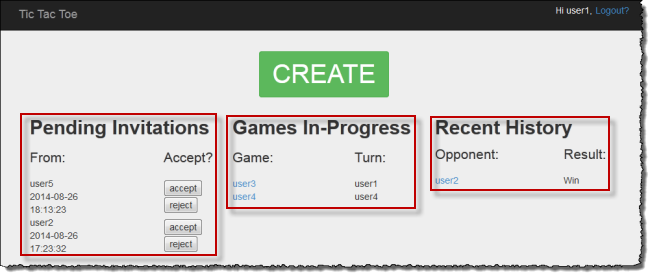 Tic Tac Toe
Hi user1, Logout?
CREATE
Pending Invitations
From: Accept?
user5
2014-08-26
18:13:23
accept
reject
user2
2014-08-26
17:23:32
accept
reject
Games In-Progress
Game: Turn:
user3 user1
user4 user4
Recent History
Opponent: Result:
user2 Win